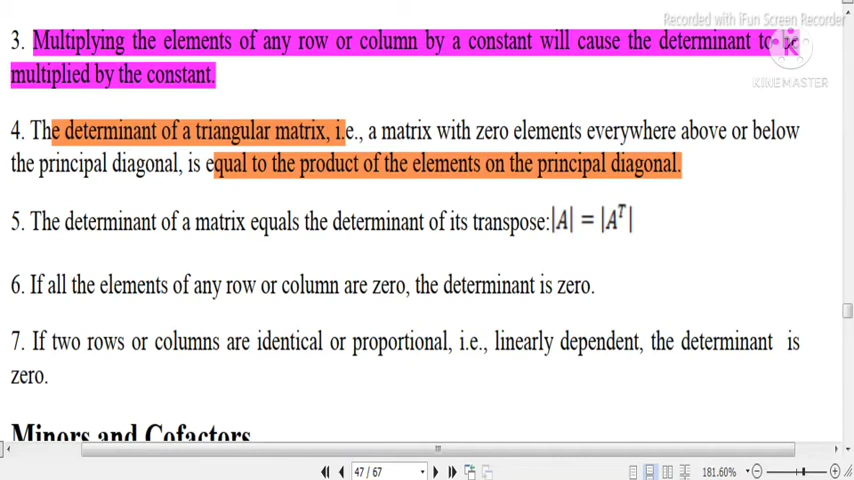 Recorded with iFun Screen Recorder
3. Multiplying the elements of any row or column by a constant will cause the determinant to be
multiplied by the constant.
KINEMASTER
4. The determinant of a triangular matrix, i.e., a matrix with zero elements everywhere above or below
the principal diagonal, is equal to the product of the elements on the principal diagonal.
5. The determinant of a matrix equals the determinant of its transpose:|A| = |Aᵀ|
6. If all the elements of any row or column are zero, the determinant is zero.
7. If two rows or columns are identical or proportional, i.e., linearly dependent, the determinant is
zero.
Minors and Cofactors
47 / 67
181.60%